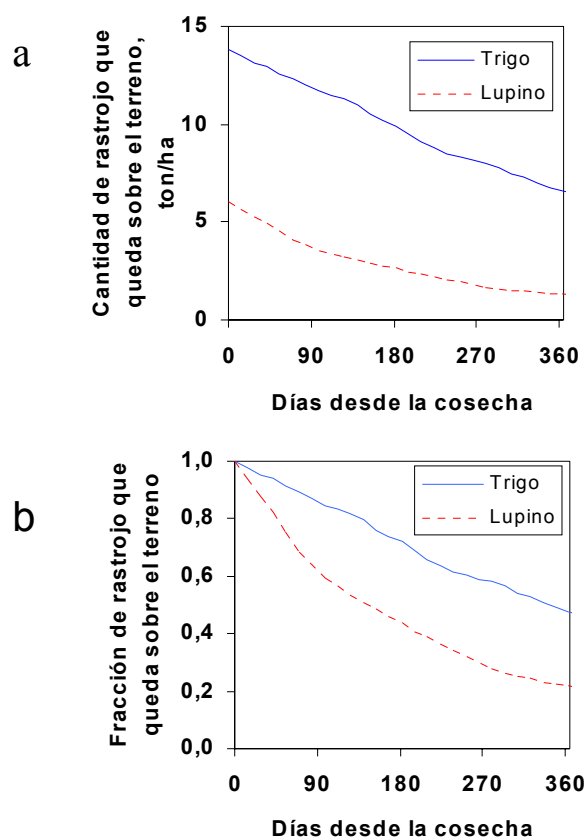 a
Cantidad de rastrojo que
queda sobre el terreno,
ton/ha
15
10
5
0
Trigo
Lupino
0 90 180 270 360
Días desde la cosecha
b
Fracción de rastrojo que
queda sobre el terreno
1,0
0,8
0,6
0,4
0,2
0,0
Trigo
Lupino
0 90 180 270 360
Días desde la cosecha